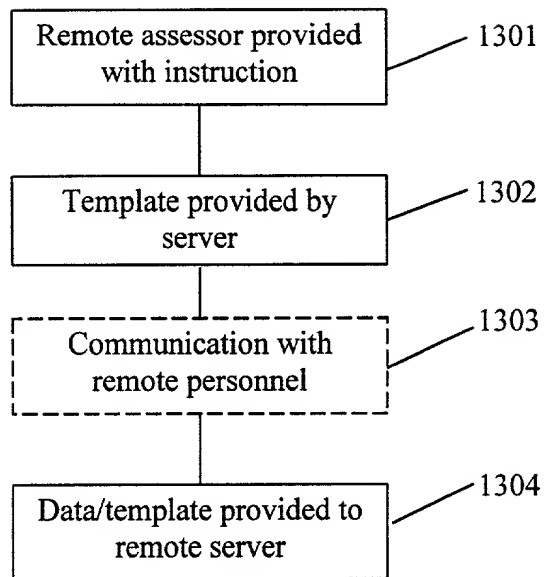 Remote assessor provided
with instruction
1301
Template provided by
server
1302
Communication with
remote personnel
1303
Data/template provided to
remote server
1304